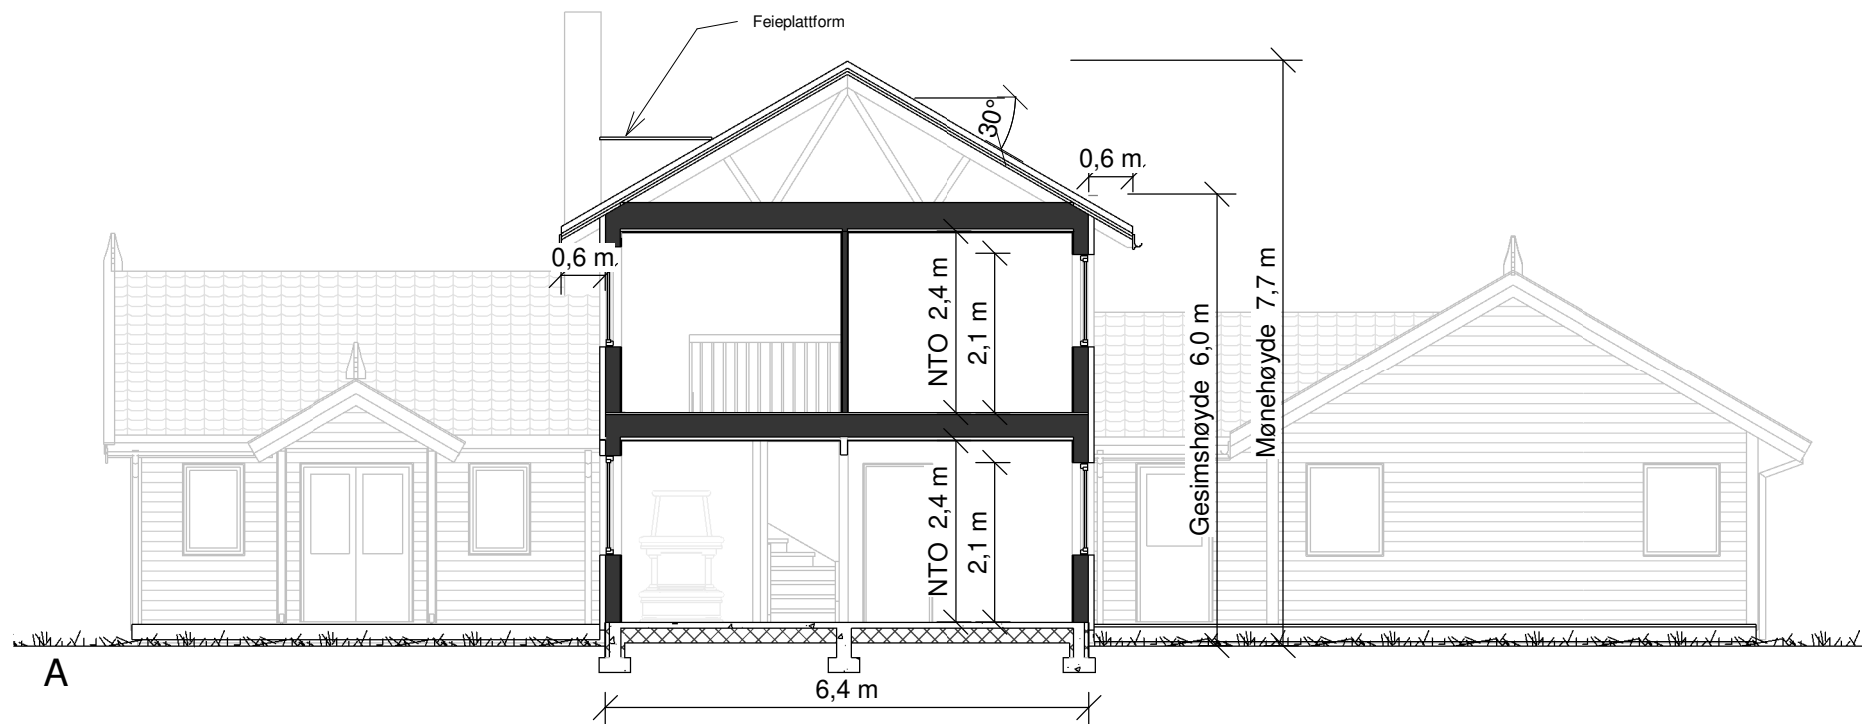 Feieplattform
30°
0,6 m
0,6 m
NTO 2,4 m
2,1 m
Gesimshøyde 6,0 m
Mønehøyde 7,7 m
NTO 2,4 m
2,1 m
A
6,4 m